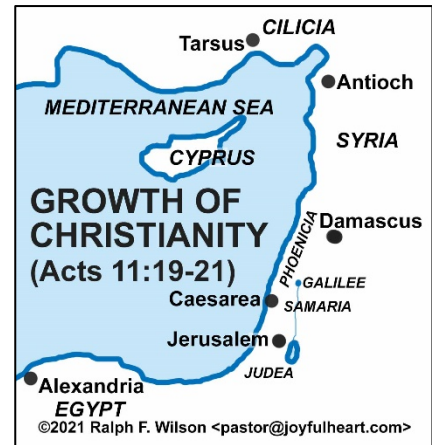 CILICIA
Tarsus
Antioch
MEDITERRANEAN SEA
SYRIA
CYPRUS
GROWTH OF
CHRISTIANITY
(Acts 11:19-21)
PHOENICIA
Damascus
GALILEE
Caesarea
SAMARIA
Jerusalem
JUDEA
Alexandria
EGYPT
©2021 Ralph F. Wilson <pastor@joyfulheart.com>